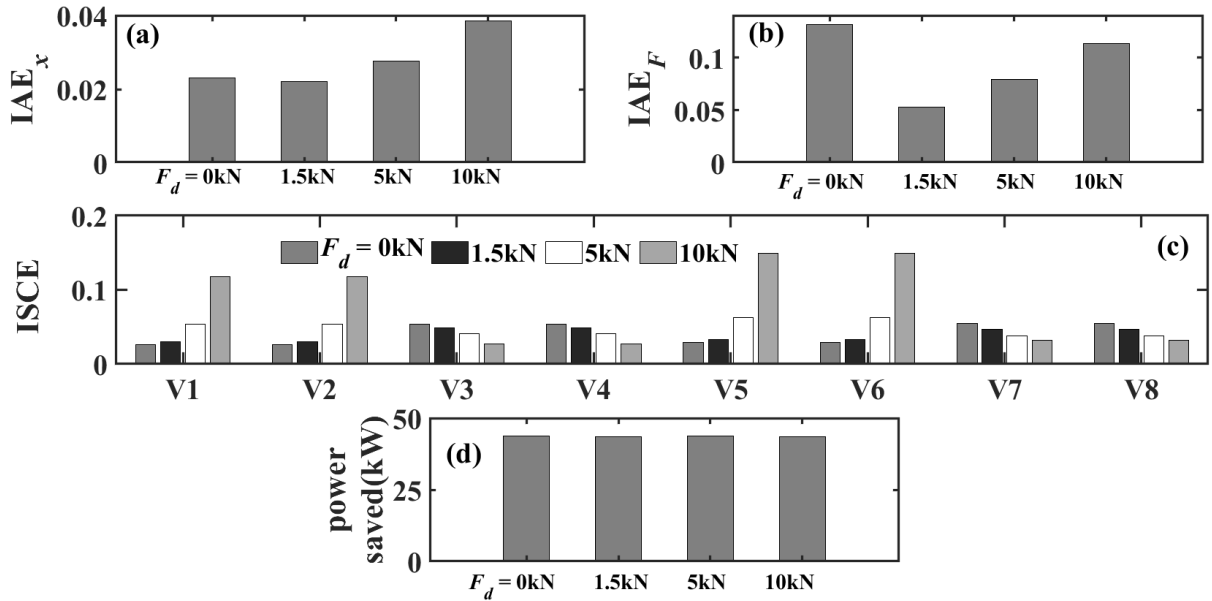 0.04
(a)
0.02
0
IAE_x
F_d = 0kN 1.5kN 5kN 10kN
(b)
0.1
0.05
0
IAE_F
F_d = 0kN 1.5kN 5kN 10kN
0.2
F_d = 0kN 1.5kN 5kN 10kN (c)
0.1
0
ISCE
V1 V2 V3 V4 V5 V6 V7 V8
50
(d)
25
0
power
saved(kW)
F_d = 0kN 1.5kN 5kN 10kN